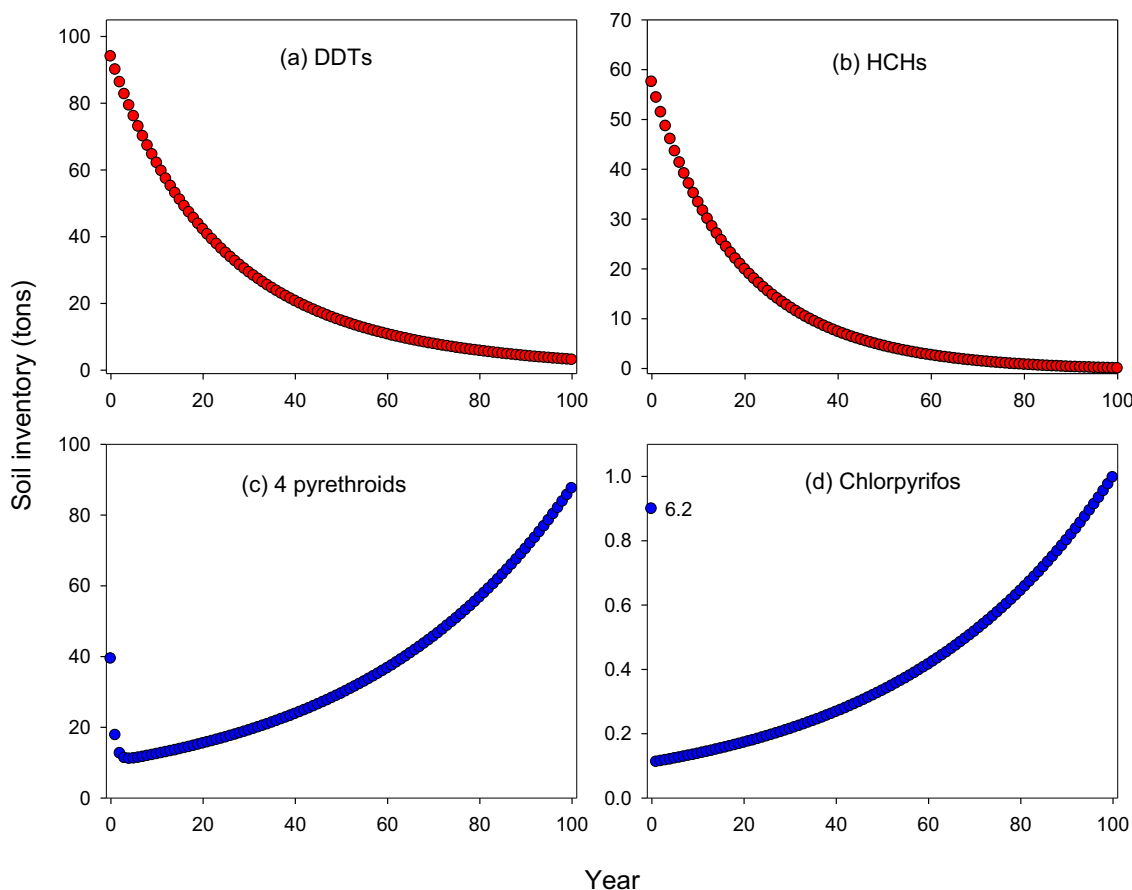 (a) DDTs
100
80
60
40
20
0
0 20 40 60 80 100
(b) HCHs
70
60
50
40
30
20
10
0
0 20 40 60 80 100
Soil inventory (tons)
(c) 4 pyrethroids
100
80
60
40
20
0
0 20 40 60 80 100
(d) Chlorpyrifos
6.2
1.0
0.8
0.6
0.4
0.2
0.0
0 20 40 60 80 100
Year